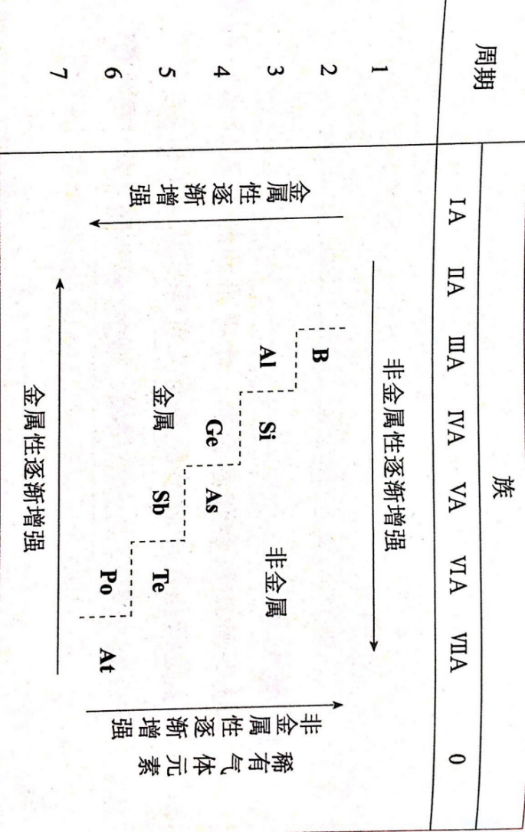 周期
族
ⅠA ⅡA ⅢA ⅣA ⅤA ⅥA ⅦA 0
非金属性逐渐增强
1
2 B
3 Al Si
4 Ge As
5 Sb Te
6 Po At
7
金属性逐渐增强
金属
非金属
非金属性逐渐增强
稀有气体元素
金属性逐渐增强